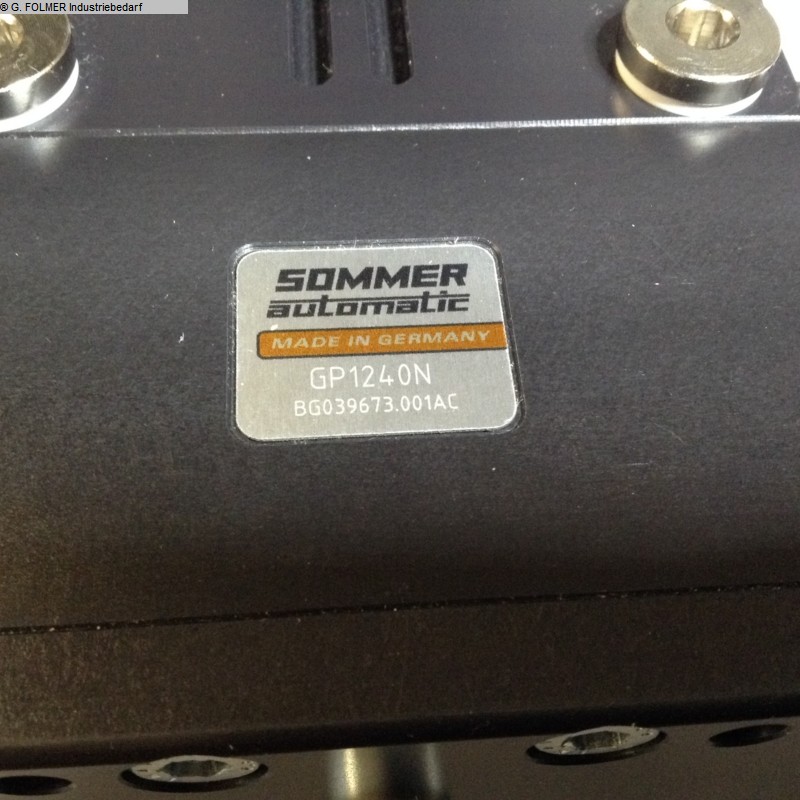 © G. FOLMER Industriebedarf
SOMMER
automatic
MADE IN GERMANY
GP1240N
BG039673.001AC